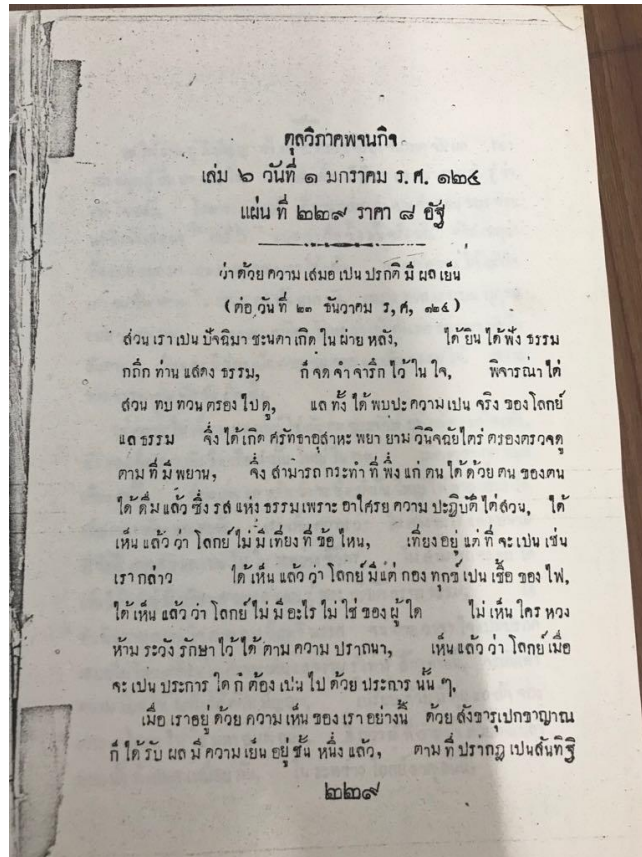 ตุลวิภาคพจนกิจ
เล่ม ๖ วันที่ ๑ มกราคม ร.ศ. ๑๒๔
แผ่น ที่ ๒๒๙ ราคา ๘ อัฐ
ว่า ด้วย ความ เสมอ เปน ปรกติ มี ผล เย็น
(ต่อ วัน ที่ ๒๓ ธันวาคม ร, ศ, ๑๒๔)
ส่วน เรา เปน ปัจฉิมา ชะนตา เกิด ใน ฝ่าย หลัง, ได้ ยิน ได้ ฟัง ธรรม
กถึก ท่าน แสดง ธรรม, ก็ จด จำ จาฤก ไว้ ใน ใจ, พิจารณา ไต่
สวน ทบ ทวน ตรอง ไป ดู, แล ทั้ง ได้ พบปะ ความ เปน จริง ของ โลกย์
แล ธรรม จึ่ง ได้ เกิด ศรัทธาอุสาหะ พยา ยาม วินิจฉัยไตร่ ตรองตรวจดู
ตาม ที่ มี พยาน, จึ่ง สามารถ กระทำ ที่ พึ่ง แก่ ตน ได้ ด้วย ตน ของตน
ได้ ดื่ม แล้ว ซึ่ง รส แห่ง ธรรมเพราะ อาไศรย ความ ปะฏิบัติ ไต่สวน, ได้
เห็น แล้ว ว่า โลกย์ ไม่ มี เที่ยง ที่ ข้อ ไหน, เที่ยง อยู่ แต่ ที่ จะ เปน เช่น
เรา กล่าว ได้ เห็น แล้ว ว่า โลกย์ มีแต่ กอง ทุกข์ เปน เชื้อ ของ ไฟ,
ได้ เห็น แล้ว ว่า โลกย์ ไม่ มี อะไร ไม่ ใช่ ของ ผู้ ใด ไม่ เห็น ใคร หวง
ห้าม ระวัง รักษา ไว้ ได้ ตาม ความ ปราถนา, เห็น แล้ว ว่า โลกย์ เมื่อ
จะ เปน ประการ ใด ก็ ต้อง เปน ไป ด้วย ประการ นั้น ๆ,
เมื่อ เราอยู่ ด้วย ความ เห็น ของ เรา อย่างนี้ ด้วย สังขารุเปกขาญาณ
ก็ ได้ รับ ผล มี ความ เย็น อยู่ ชั้น หนึ่ง แล้ว, ตาม ที่ ปรากฎ เปนสันทิฐิ
๒๒๙